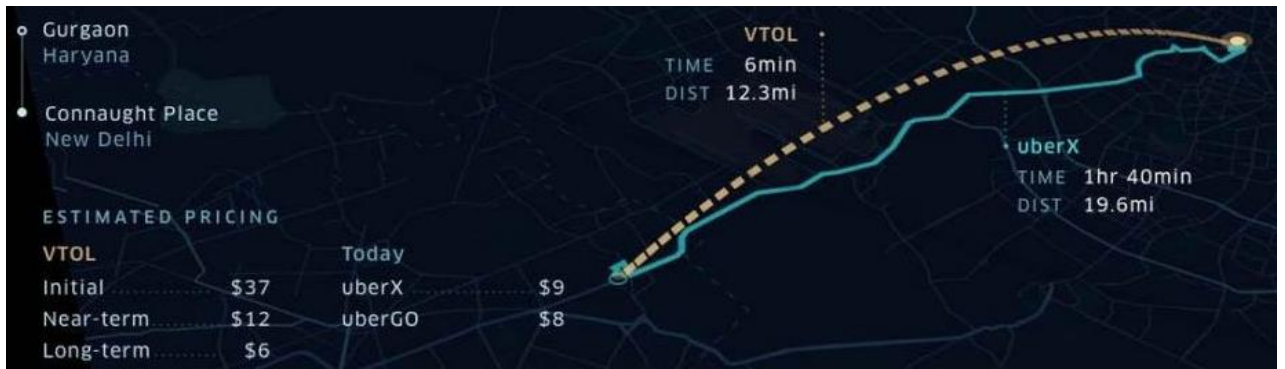 Gurgaon
Haryana
Connaught Place
New Delhi
VTOL
TIME 6min
DIST 12.3mi
uberX
TIME 1hr 40min
DIST 19.6mi
ESTIMATED PRICING
VTOL
Initial ............ $37
Near-term ......... $12
Long-term ......... $6
Today
uberX ............... $9
uberGO $8